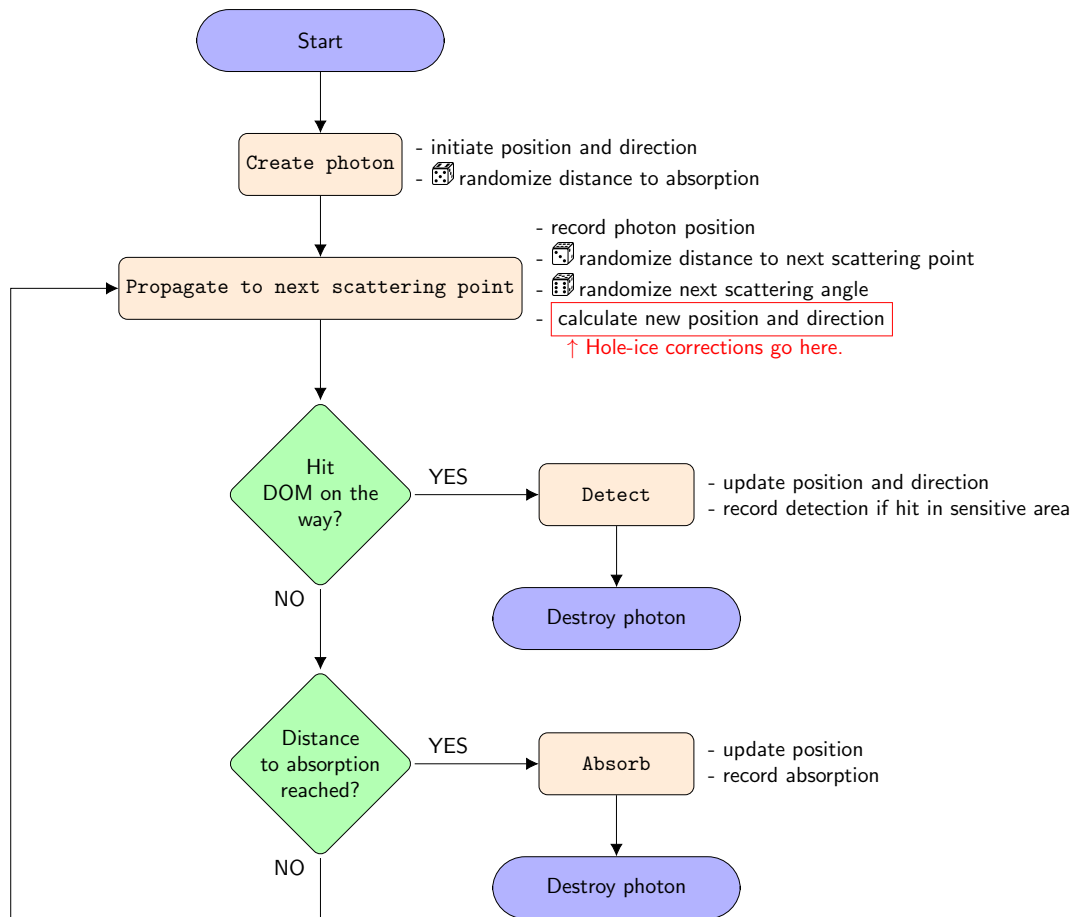 Start
Create photon
- initiate position and direction
- randomize distance to absorption
Propagate to next scattering point
- record photon position
- randomize distance to next scattering point
- randomize next scattering angle
- calculate new position and direction
↑ Hole-ice corrections go here.
Hit
DOM on the
way?
YES
Detect
- update position and direction
- record detection if hit in sensitive area
NO
Destroy photon
Distance
to absorption
reached?
YES
Absorb
- update position
- record absorption
NO
Destroy photon